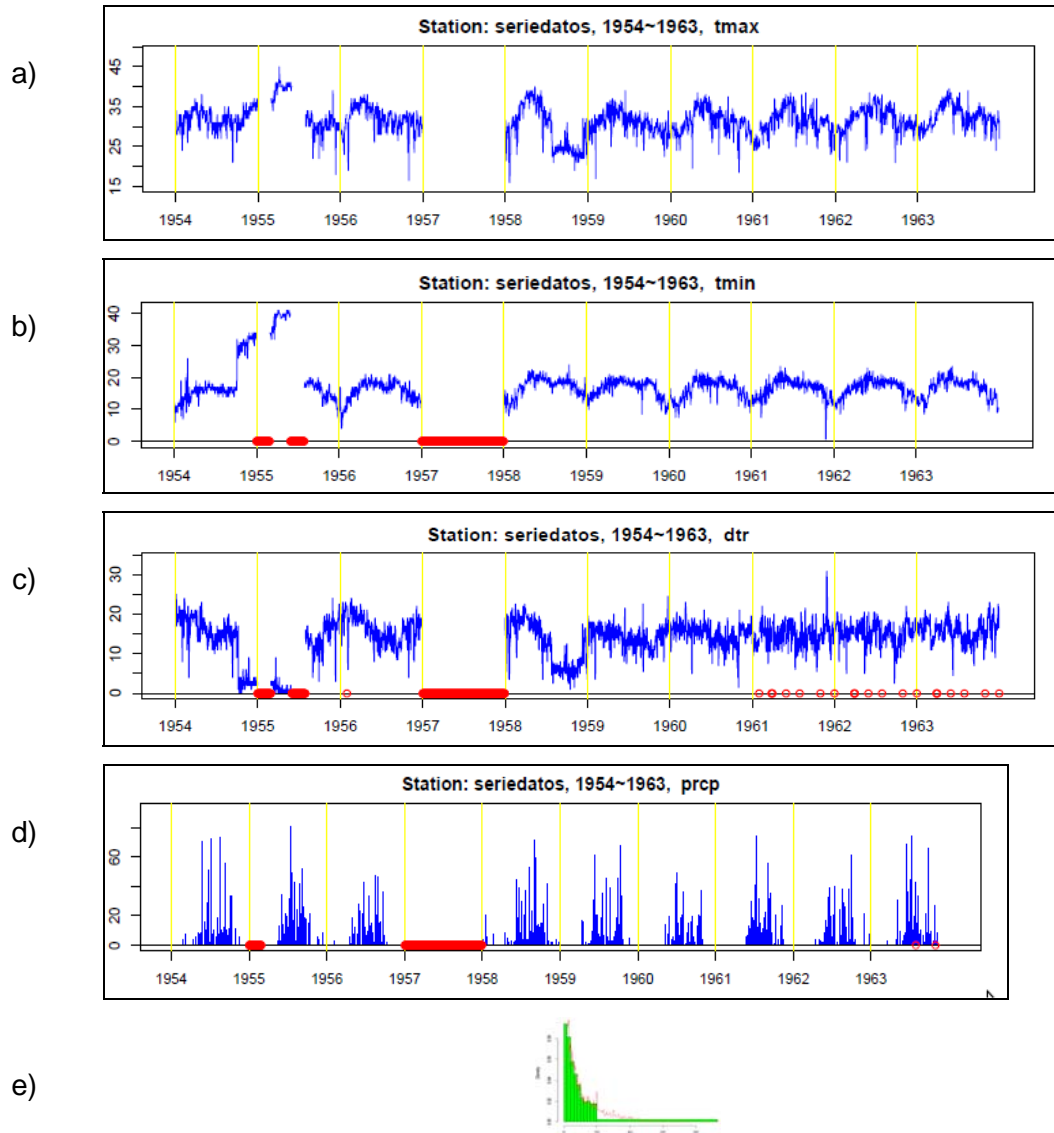 a)
Station: seriedatos, 1954~1963, tmax
45
35
25
15
1954 1955 1956 1957 1958 1959 1960 1961 1962 1963
b)
Station: seriedatos, 1954~1963, tmin
40
30
20
10
0
1954 1955 1956 1957 1958 1959 1960 1961 1962 1963
c)
Station: seriedatos, 1954~1963, dtr
30
20
10
0
1954 1955 1956 1957 1958 1959 1960 1961 1962 1963
d)
Station: seriedatos, 1954~1963, prcp
60
20
0
1954 1955 1956 1957 1958 1959 1960 1961 1962 1963
e)